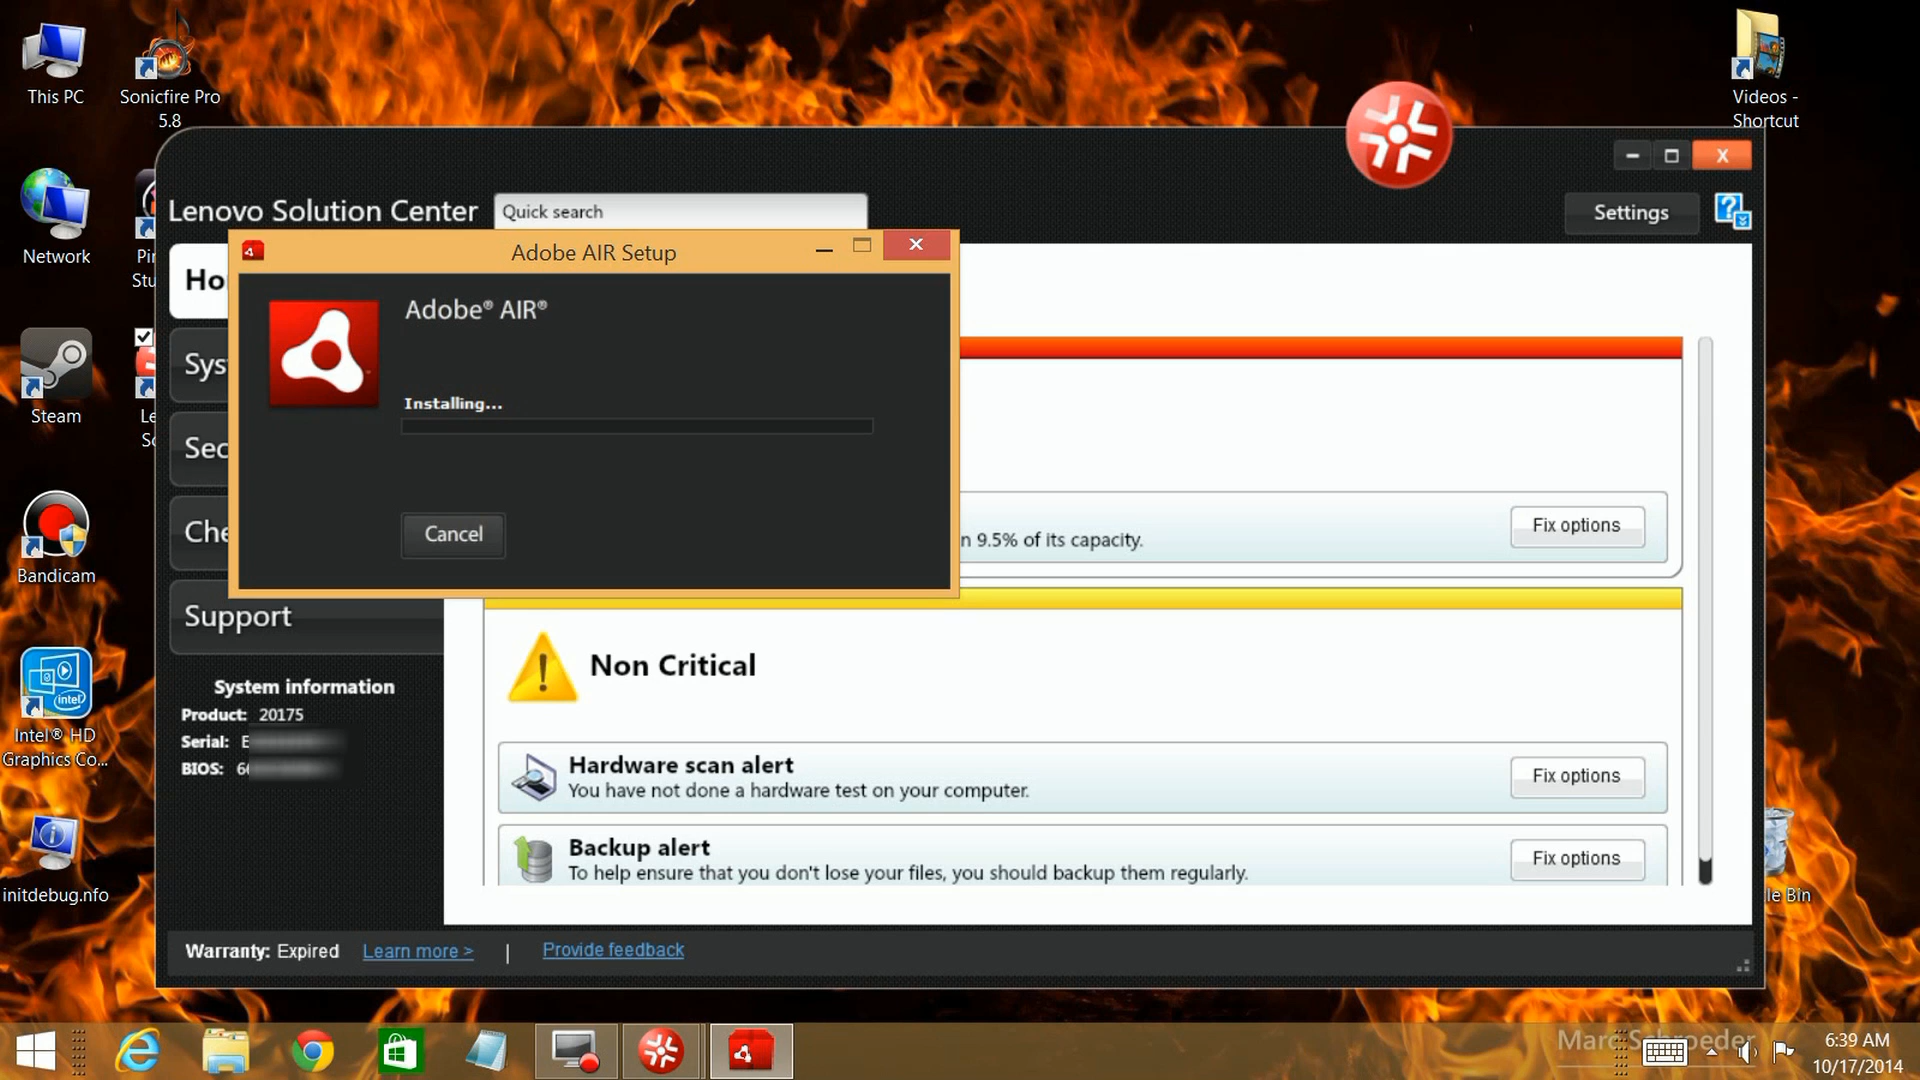 This PC
Sonicfire Pro
5.8
Videos -
Shortcut
Network
Steam
Bandicam
intel
Intel® HD
Graphics Co...
initdebug.nfo
Lenovo Solution Center
Quick search
Settings
Adobe AIR Setup
Adobe® AIR®
Installing...
Cancel
9.5% of its capacity.
Fix options
Support
Non Critical
System information
Product: 20175
Serial:
BIOS:
Hardware scan alert
You have not done a hardware test on your computer.
Fix options
Backup alert
To help ensure that you don't lose your files, you should backup them regularly.
Fix options
Bin
Warranty: Expired
Learn more >
|
Provide feedback
Marc Schroeder
6:39 AM
10/17/2014